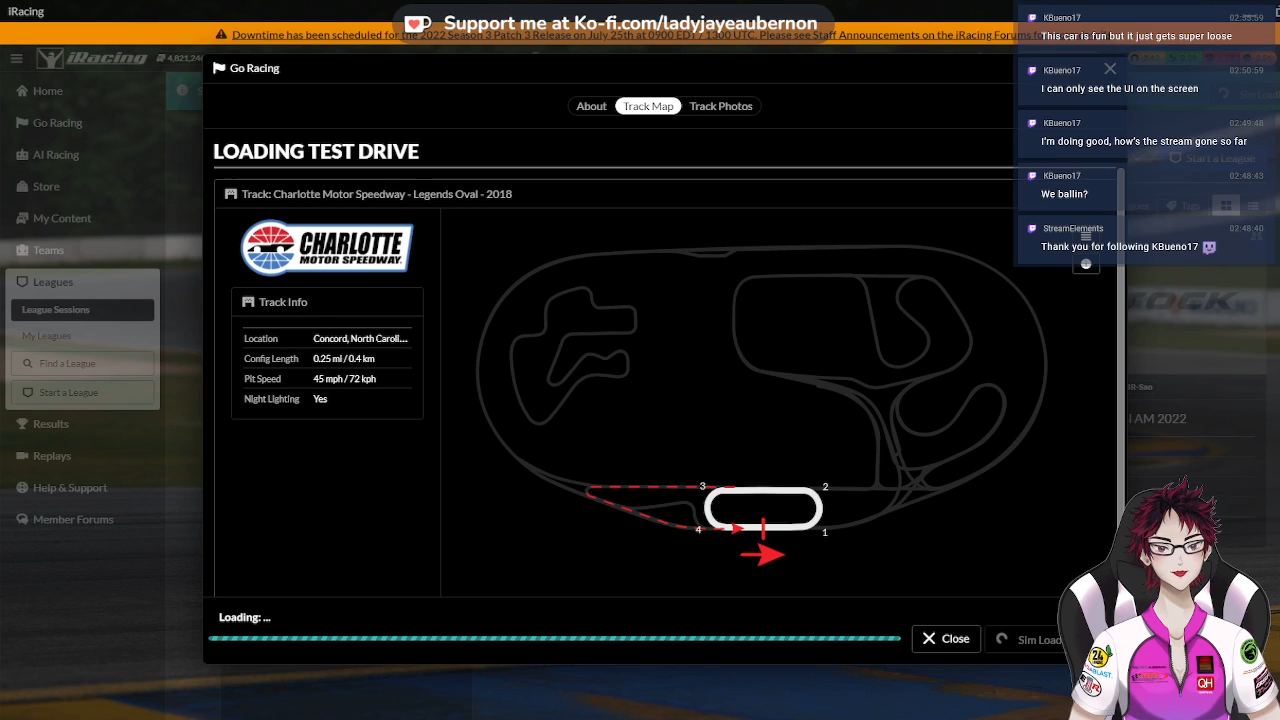 iRacing
Support me at Ko-fi.com/ladyjayeaubernon
Downtime has been scheduled for the 2022 Season 3 Patch 3 Release on July 25th at 0900 EDT / 1300 UTC. Please see Staff Announcements on the iRacing Forums
iRacing
Home
Go Racing
AI Racing
Store
My Content
Teams
Leagues
League Sessions
My Leagues
Find a League
Start a League
Results
Replays
Help & Support
Member Forums
Go Racing
About
Track Map
Track Photos
LOADING TEST DRIVE
Track: Charlotte Motor Speedway - Legends Oval - 2018
CHARLOTTE
MOTOR SPEEDWAY
Track Info
Location Concord, North Caroli...
Config Length 0.25 mi / 0.4 km
Pit Speed 45 mph / 72 kph
Night Lighting Yes
3
2
4
1
Loading: ...
Close
Sim Load
KBueno17 02:53:59
This car is fun but it just gets super loose
KBueno17 02:50:59
I can only see the UI on the screen
KBueno17 02:49:48
I'm doing good, how's the stream gone so far
Start a League
KBueno17 02:48:43
We ballin?
Tags
StreamElements 02:48:40
Thank you for following KBueno17
I AM 2022
24
QH